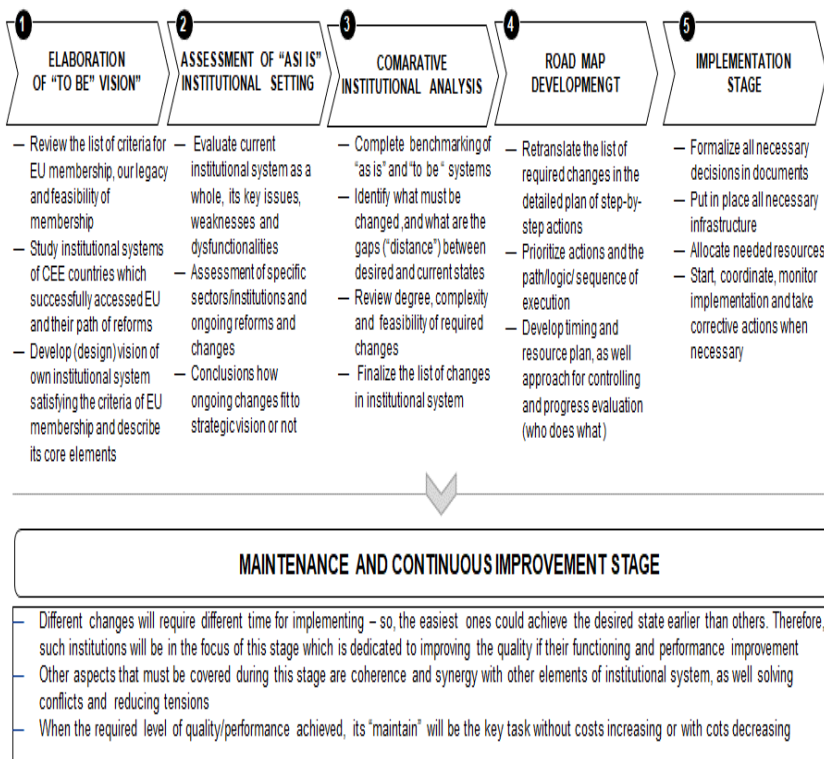 1
ELABORATION
OF “TO BE” VISION”
— Review the list of criteria for
EU membership, our legacy
and feasibility of
membership
— Study institutional systems
of CEE countries which
successfully accessed EU
and their path of reforms
— Develop (design) vision of
own institutional system
satisfying the criteria of EU
membership and describe
its core elements
2
ASSESSMENT OF “ASI IS”
INSTITUTIONAL SETTING
— Evaluate current
institutional system as a
whole, its key issues,
weaknesses and
dysfunctionalities
— Assessment of specific
sectors/institutions and
ongoing reforms and
changes
— Conclusions how
ongoing changes fit to
strategic vision or not
3
COMARATIVE
INSTITUTIONAL ANALYSIS
— Complete benchmarking of
“as is” and “to be “ systems
— Identify what must be
changed ,and what are the
gaps (“distance”) between
desired and current states
— Review degree, complexity
and feasibility of required
changes
— Finalize the list of changes
in institutional system
4
ROAD MAP
DEVELOPMENGT
— Retranslate the list of
required changes in the
detailed plan of step-by-
step actions
— Prioritize actions and the
path/logic/ sequence of
execution
— Develop timing and
resource plan, as well
approach for controlling
and progress evaluation
(who does what )
5
IMPLEMENTATION
STAGE
— Formalize all necessary
decisions in documents
— Put in place all necessary
infrastructure
— Allocate needed resources
— Start, coordinate, monitor
implementation and take
corrective actions when
necessary
MAINTENANCE AND CONTINUOUS IMPROVEMENT STAGE
— Different changes will require different time for implementing – so, the easiest ones could achieve the desired state earlier than others. Therefore,
such institutions will be in the focus of this stage which is dedicated to improving the quality if their functioning and performance improvement
— Other aspects that must be covered during this stage are coherence and synergy with other elements of institutional system, as well solving
conflicts and reducing tensions
— When the required level of quality/performance achieved, its “maintain” will be the key task without costs increasing or with cots decreasing